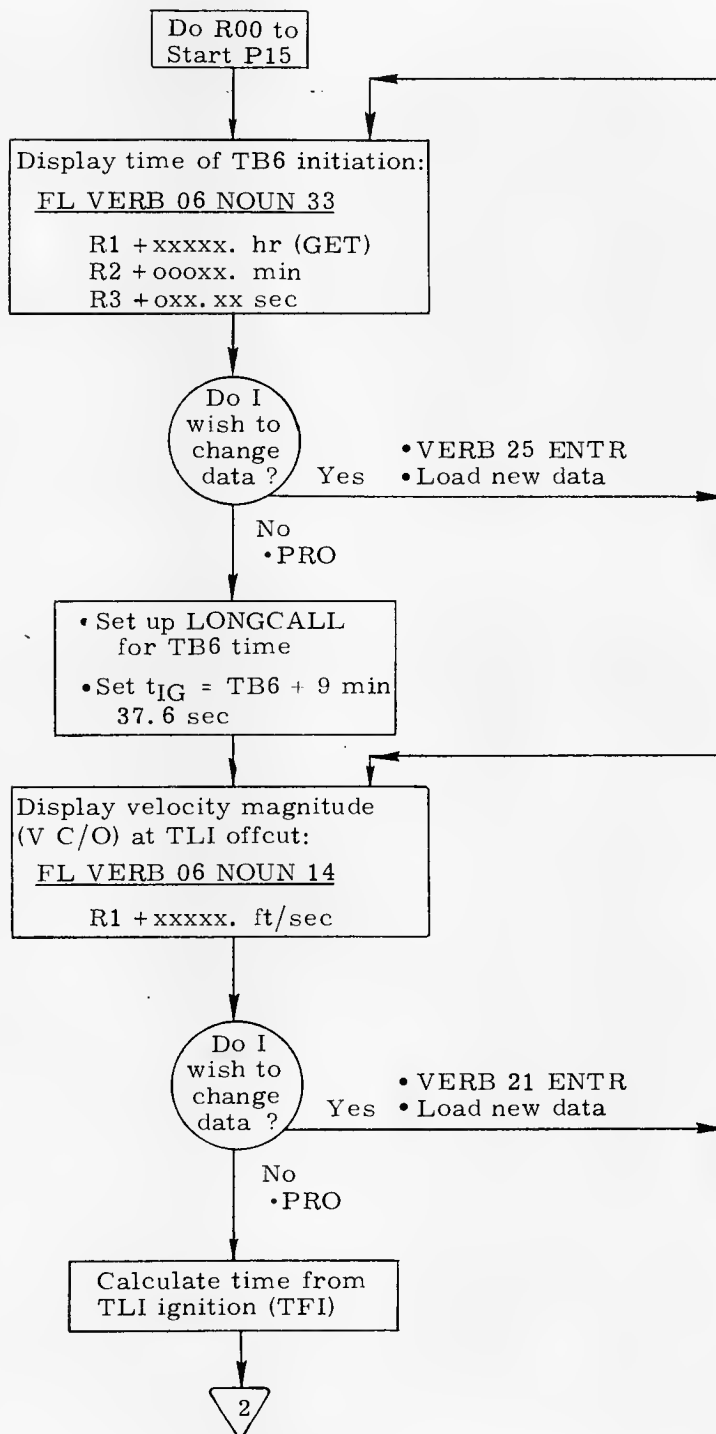 Do R00 to
Start P15
Display time of TB6 initiation:
FL VERB 06 NOUN 33
R1 +xxxxx. hr (GET)
R2 +oooxx. min
R3 +oxx.xx sec
Do I
wish to
change
data ?
Yes
• VERB 25 ENTR
• Load new data
No
• PRO
• Set up LONGCALL
for TB6 time
• Set tIG = TB6 + 9 min
37.6 sec
Display velocity magnitude
(V C/O) at TLI offcut:
FL VERB 06 NOUN 14
R1 +xxxxx. ft/sec
Do I
wish to
change
data ?
Yes
• VERB 21 ENTR
• Load new data
No
• PRO
Calculate time from
TLI ignition (TFI)
2